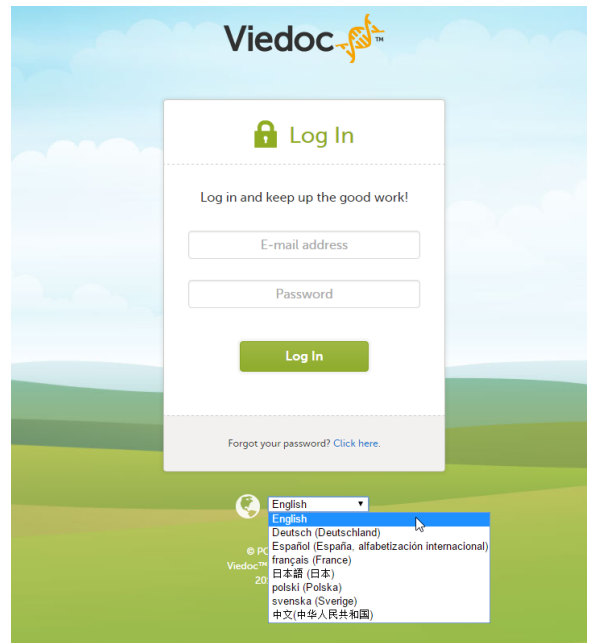 Viedoc™
Log In
Log in and keep up the good work!
E-mail address
Password
Log In
Forgot your password? Click here.
English
English
Deutsch (Deutschland)
Español (España, alfabetización internacional)
français (France)
日本語 (日本)
polski (Polska)
svenska (Sverige)
中文(中华人民共和国)
©
Viedoc™